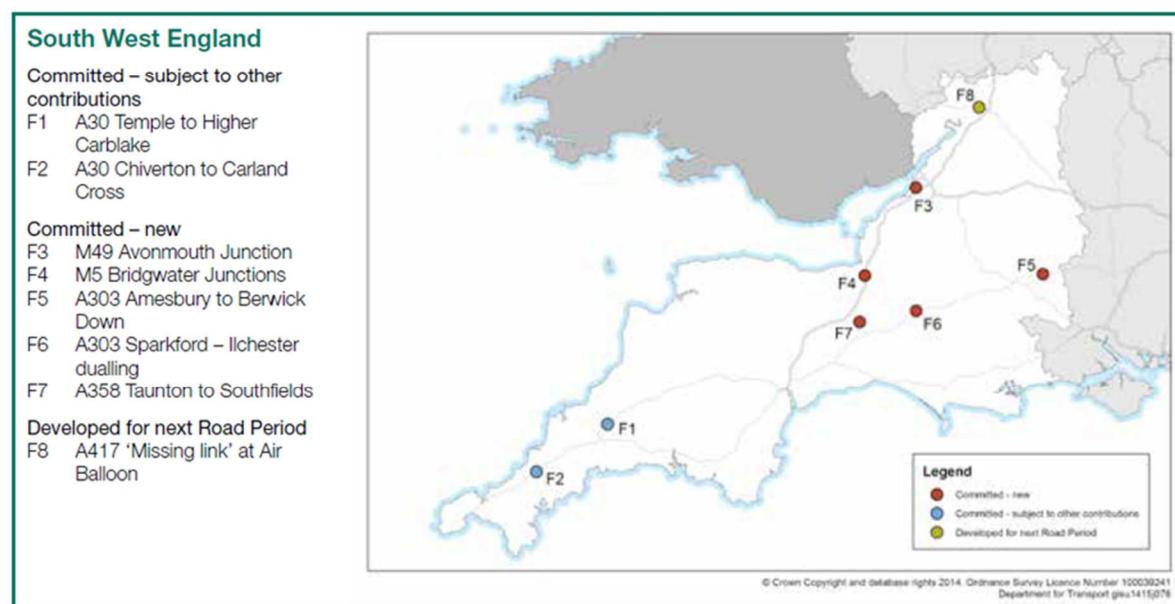 South West England
Committed – subject to other
contributions
F1 A30 Temple to Higher
Carblake
F2 A30 Chiverton to Carland
Cross
Committed – new
F3 M49 Avonmouth Junction
F4 M5 Bridgwater Junctions
F5 A303 Amesbury to Berwick
Down
F6 A303 Sparkford – Ilchester
dualling
F7 A358 Taunton to Southfields
Developed for next Road Period
F8 A417 ‘Missing link’ at Air
Balloon
F8
F3
F4
F5
F7
F6
F1
F2
Legend
Committed - new
Committed - subject to other contributions
Developed for next Road Period
© Crown Copyright and database rights 2014. Ordnance Survey Licence Number 100039241
Department for Transport gisu1415j076